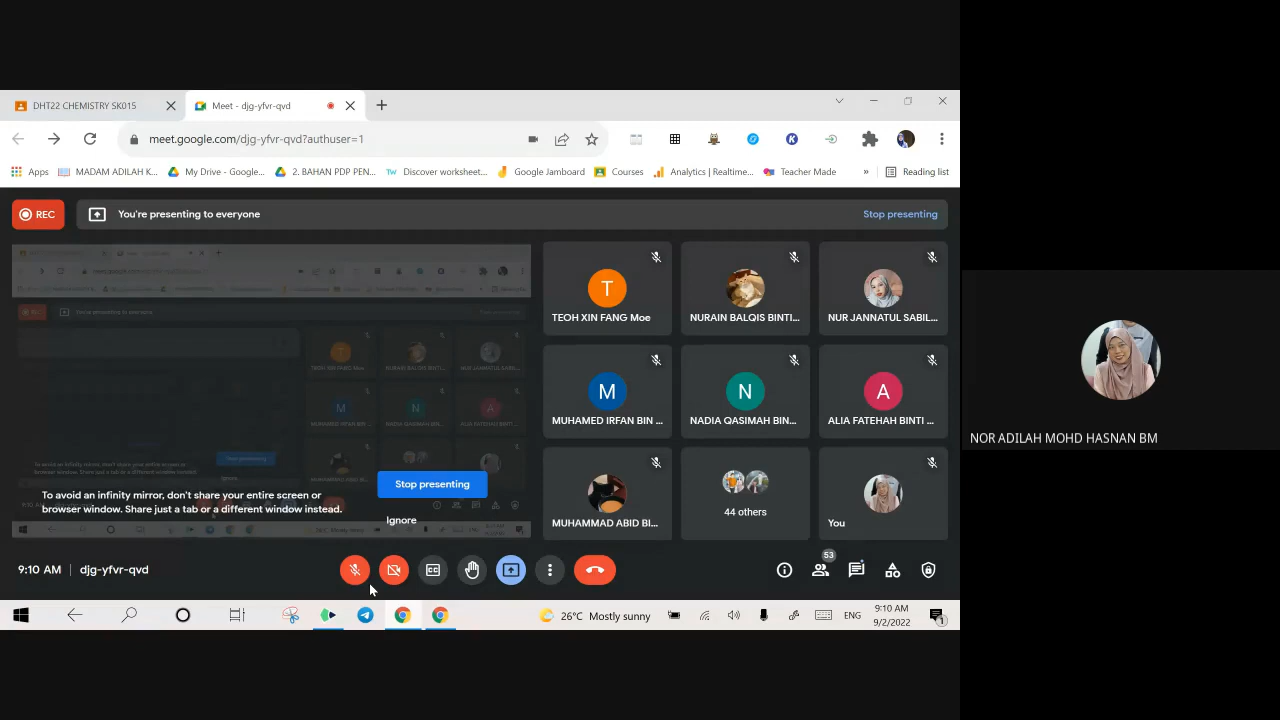 DHT22 CHEMISTRY SK015
Meet - djg-yfvr-qvd
meet.google.com/djg-yfvr-qvd?authuser=1
Apps MADAM ADILAH K... My Drive - Google... 2. BAHAN PDP PEN... TW Discover workshet... Google Jamboard Courses Analytics | Realtime... Teacher Made » Reading list
REC You're presenting to everyone Stop presenting
T
TEOH XIN FANG Moe
NURAIN BALQIS BINTI...
NUR JANNATUL SABIL...
M
MUHAMED IRFAN BIN ...
N
NADIA QASIMAH BIN...
A
ALIA FATEHAH BINTI ...
MUHAMMAD ABID BI...
44 others
You
To avoid an infinity mirror, don't share your entire screen or
browser window. Share just a tab or a different window instead.
Stop presenting
Ignore
9:10 AM | djg-yfvr-qvd
53
26°C Mostly sunny
ENG
9:10 AM
9/2/2022
1
NOR ADILAH MOHD HASNAN BM